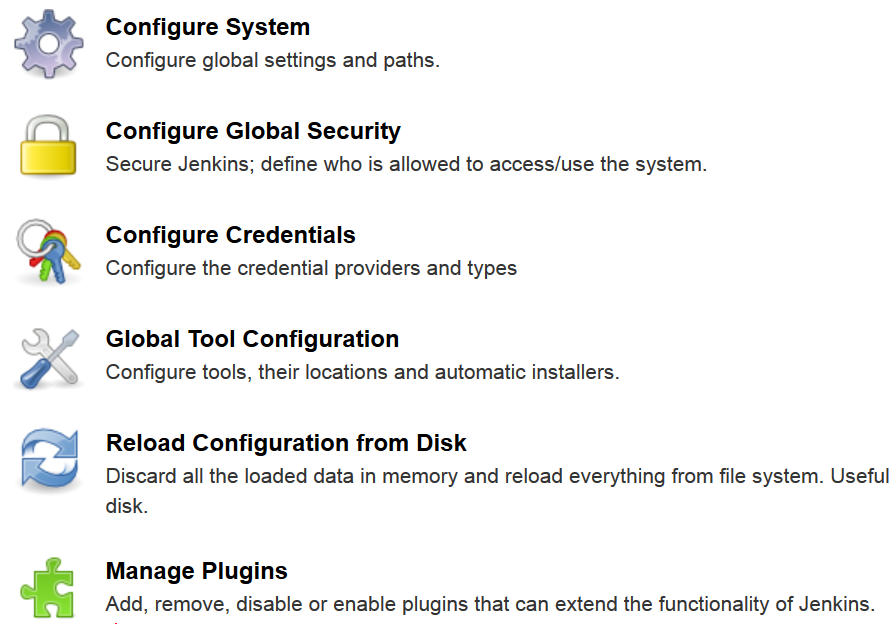 Configure System
Configure global settings and paths.
Configure Global Security
Secure Jenkins; define who is allowed to access/use the system.
Configure Credentials
Configure the credential providers and types
Global Tool Configuration
Configure tools, their locations and automatic installers.
Reload Configuration from Disk
Discard all the loaded data in memory and reload everything from file system. Useful
disk.
Manage Plugins
Add, remove, disable or enable plugins that can extend the functionality of Jenkins.